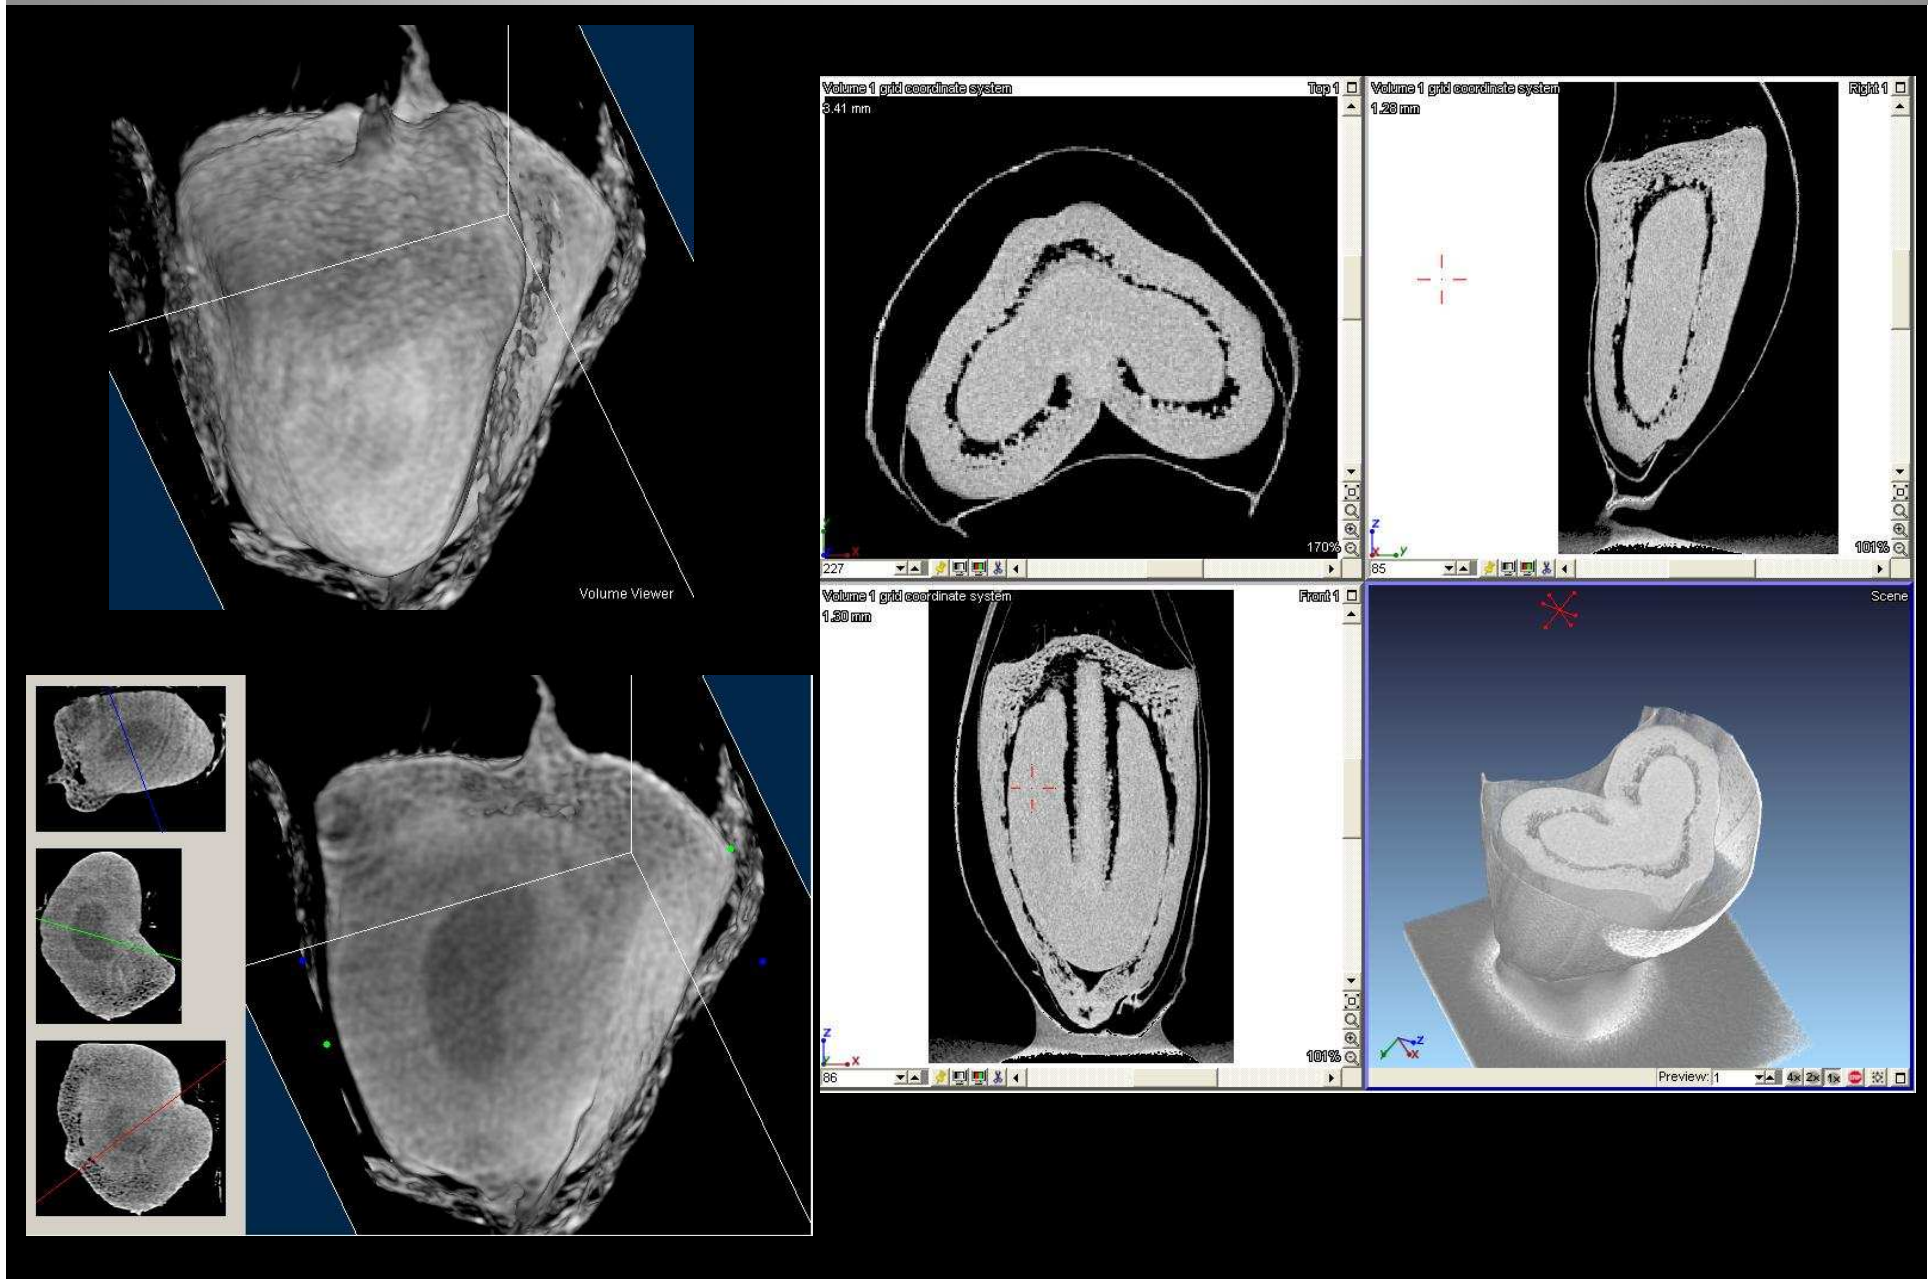 Volume Viewer
Volume 1 grid coordinate system
Top 1
3.41 mm
170%
227
Volume 1 grid coordinate system
Right 1
1.28 mm
z
x
y
101%
85
Volume 1 grid coordinate system
Front 1
1.30 mm
z
x
101%
86
Scene
z
x
Preview: 1
4x 2x 1x
STOP